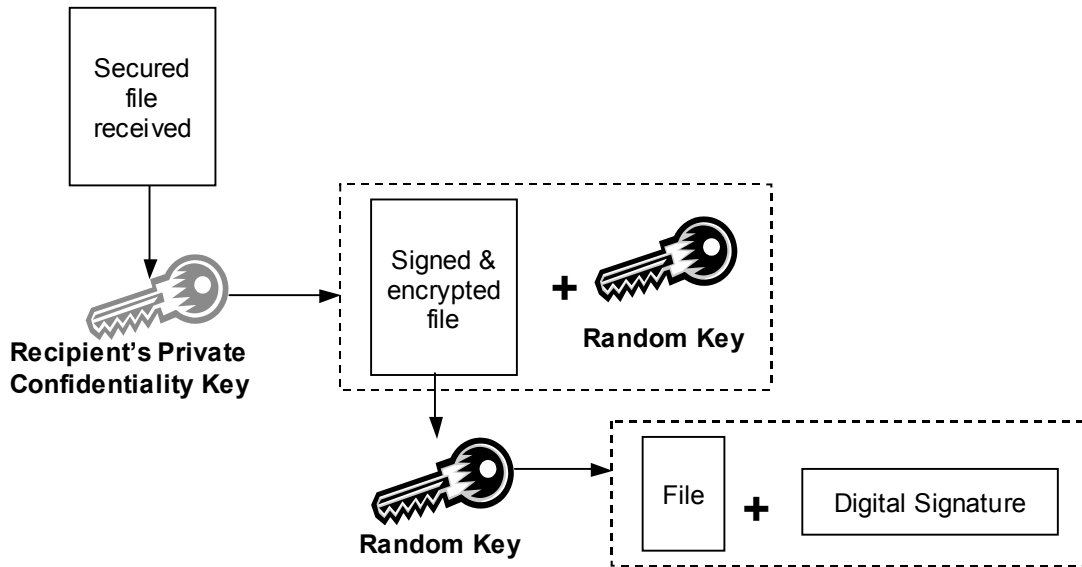 Secured
file
received
Recipient’s Private
Confidentiality Key
Signed &
encrypted
file
+
Random Key
Random Key
File
+
Digital Signature